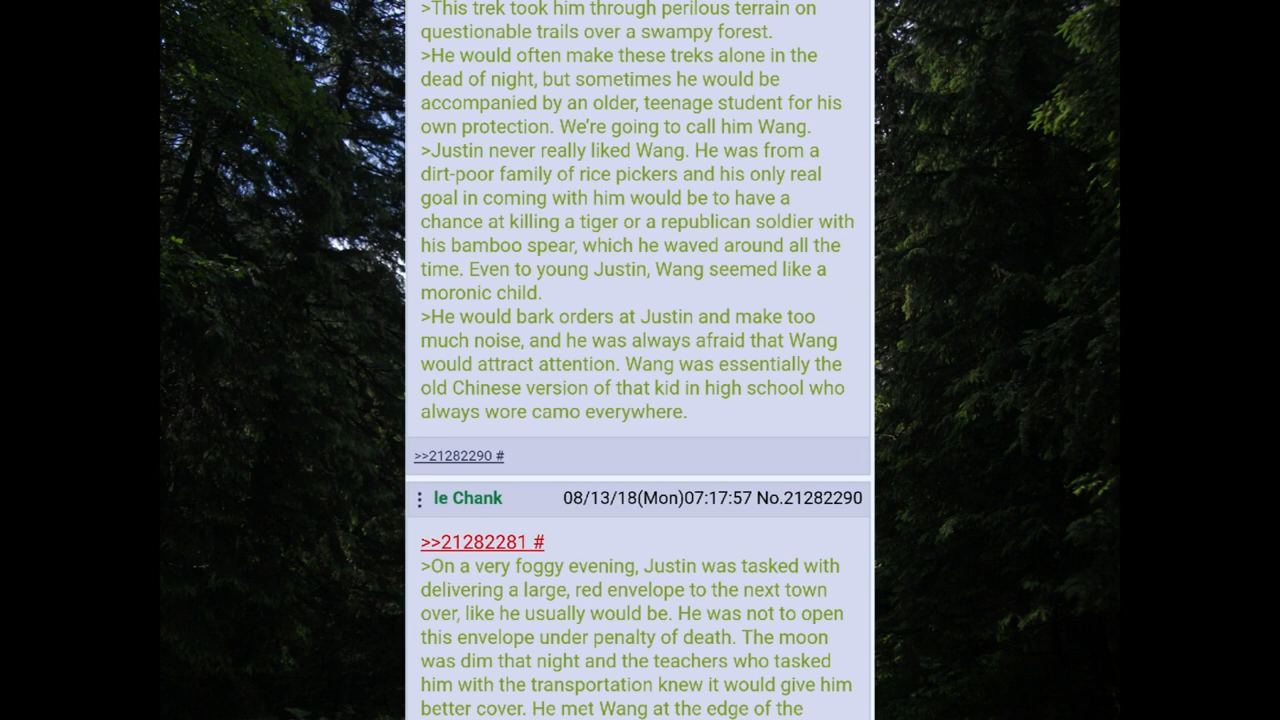 >This trek took him through perilous terrain on
questionable trails over a swampy forest.
>He would often make these treks alone in the
dead of night, but sometimes he would be
accompanied by an older, teenage student for his
own protection. We're going to call him Wang.
>Justin never really liked Wang. He was from a
dirt-poor family of rice pickers and his only real
goal in coming with him would be to have a
chance at killing a tiger or a republican soldier with
his bamboo spear, which he waved around all the
time. Even to young Justin, Wang seemed like a
moronic child.
>He would bark orders at Justin and make too
much noise, and he was always afraid that Wang
would attract attention. Wang was essentially the
old Chinese version of that kid in high school who
always wore camo everywhere.
>>21282290 #
le Chank 08/13/18(Mon)07:17:57 No.21282290
>>21282281 #
>On a very foggy evening, Justin was tasked with
delivering a large, red envelope to the next town
over, like he usually would be. He was not to open
this envelope under penalty of death. The moon
was dim that night and the teachers who tasked
him with the transportation knew it would give him
better cover. He met Wang at the edge of the